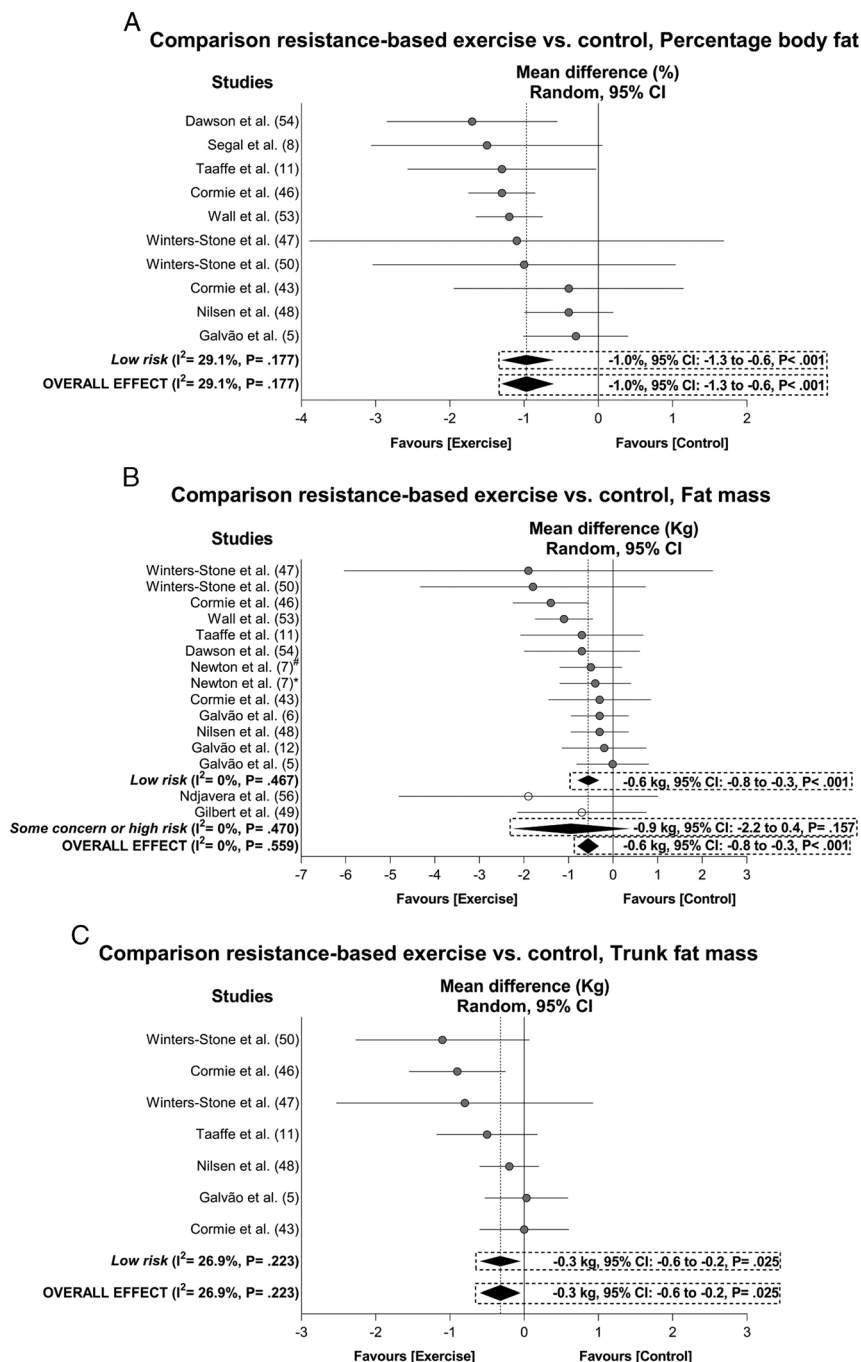 A
Comparison resistance-based exercise vs. control, Percentage body fat
Studies
Mean difference (%)
Random, 95% CI
Dawson et al. (54)
Segal et al. (8)
Taaffe et al. (11)
Cormie et al. (46)
Wall et al. (53)
Winters-Stone et al. (47)
Winters-Stone et al. (50)
Cormie et al. (43)
Nilsen et al. (48)
Galvão et al. (5)
Low risk (I²= 29.1%, P= .177) -1.0%, 95% CI: -1.3 to -0.6, P< .001
OVERALL EFFECT (I²= 29.1%, P= .177) -1.0%, 95% CI: -1.3 to -0.6, P< .001
-4 -3 -2 -1 0 1 2
Favours [Exercise] Favours [Control]
B
Comparison resistance-based exercise vs. control, Fat mass
Studies
Mean difference (Kg)
Random, 95% CI
Winters-Stone et al. (47)
Winters-Stone et al. (50)
Cormie et al. (46)
Wall et al. (53)
Taaffe et al. (11)
Dawson et al. (54)
Newton et al. (7)#
Newton et al. (7)*
Cormie et al. (43)
Galvão et al. (6)
Nilsen et al. (48)
Galvão et al. (12)
Galvão et al. (5)
Low risk (I²= 0%, P= .467) -0.6 kg, 95% CI: -0.8 to -0.3, P< .001
Ndjavera et al. (56)
Gilbert et al. (49)
Some concern or high risk (I²= 0%, P= .470) -0.9 kg, 95% CI: -2.2 to 0.4, P= .157
OVERALL EFFECT (I²= 0%, P= .559) -0.6 kg, 95% CI: -0.8 to -0.3, P< .001
-7 -6 -5 -4 -3 -2 -1 0 1 2 3
Favours [Exercise] Favours [Control]
C
Comparison resistance-based exercise vs. control, Trunk fat mass
Studies
Mean difference (Kg)
Random, 95% CI
Winters-Stone et al. (50)
Cormie et al. (46)
Winters-Stone et al. (47)
Taaffe et al. (11)
Nilsen et al. (48)
Galvão et al. (5)
Cormie et al. (43)
Low risk (I²= 26.9%, P= .223) -0.3 kg, 95% CI: -0.6 to -0.2, P= .025
OVERALL EFFECT (I²= 26.9%, P= .223) -0.3 kg, 95% CI: -0.6 to -0.2, P= .025
-3 -2 -1 0 1 2 3
Favours [Exercise] Favours [Control]